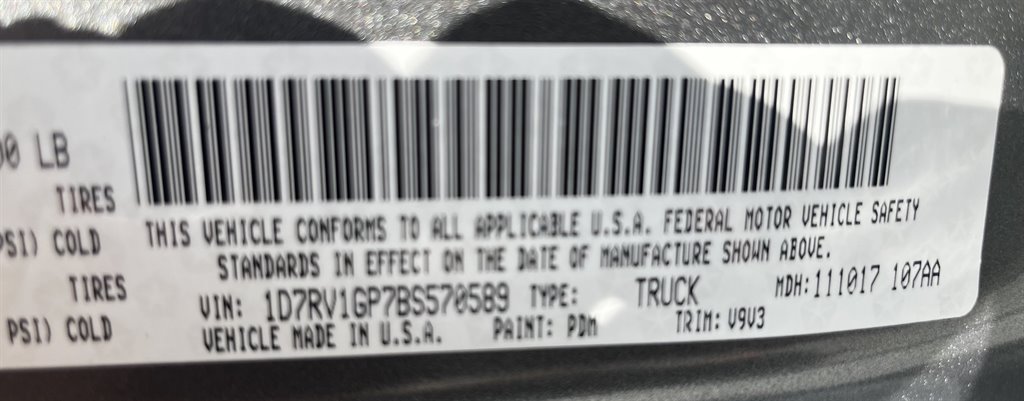 00 LB
TIRES
PSI) COLD
TIRES
PSI) COLD
THIS VEHICLE CONFORMS TO ALL APPLICABLE U.S.A. FEDERAL MOTOR VEHICLE SAFETY
STANDARDS IN EFFECT ON THE DATE OF MANUFACTURE SHOWN ABOVE.
VIN: 1D7RV1GP7BS570589 TYPE: TRUCK MDH:111017 107AA
VEHICLE MADE IN U.S.A. PAINT: PDM TRIM: V9V3